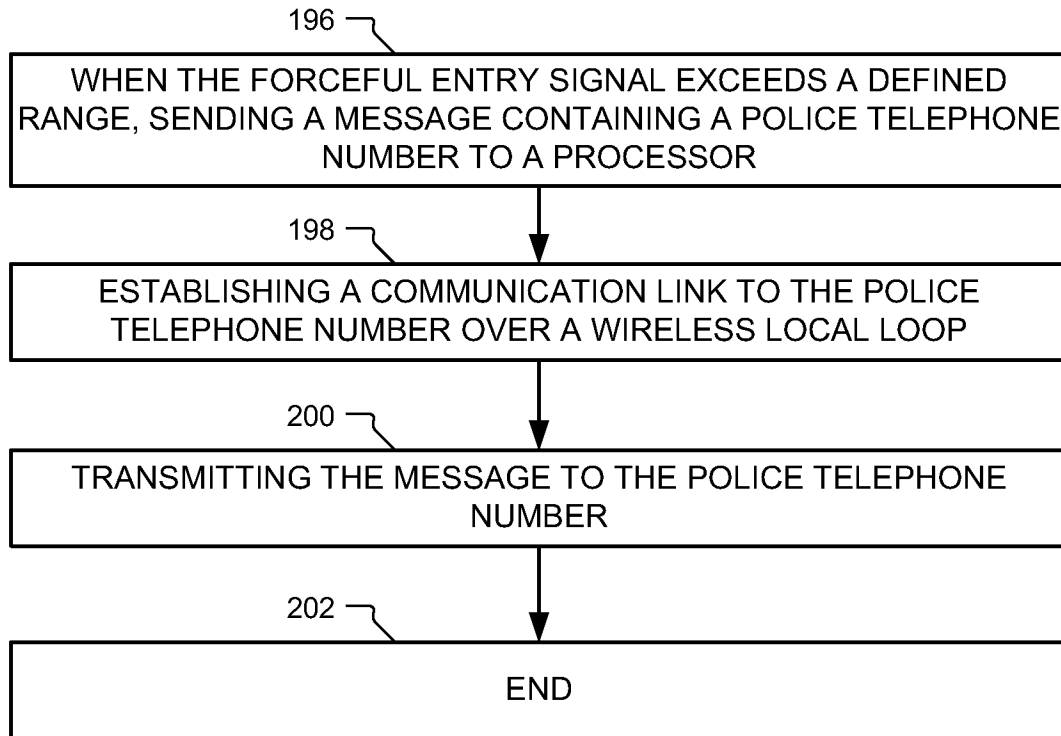 196
WHEN THE FORCEFUL ENTRY SIGNAL EXCEEDS A DEFINED
RANGE, SENDING A MESSAGE CONTAINING A POLICE TELEPHONE
NUMBER TO A PROCESSOR
198
ESTABLISHING A COMMUNICATION LINK TO THE POLICE
TELEPHONE NUMBER OVER A WIRELESS LOCAL LOOP
200
TRANSMITTING THE MESSAGE TO THE POLICE TELEPHONE
NUMBER
202
END